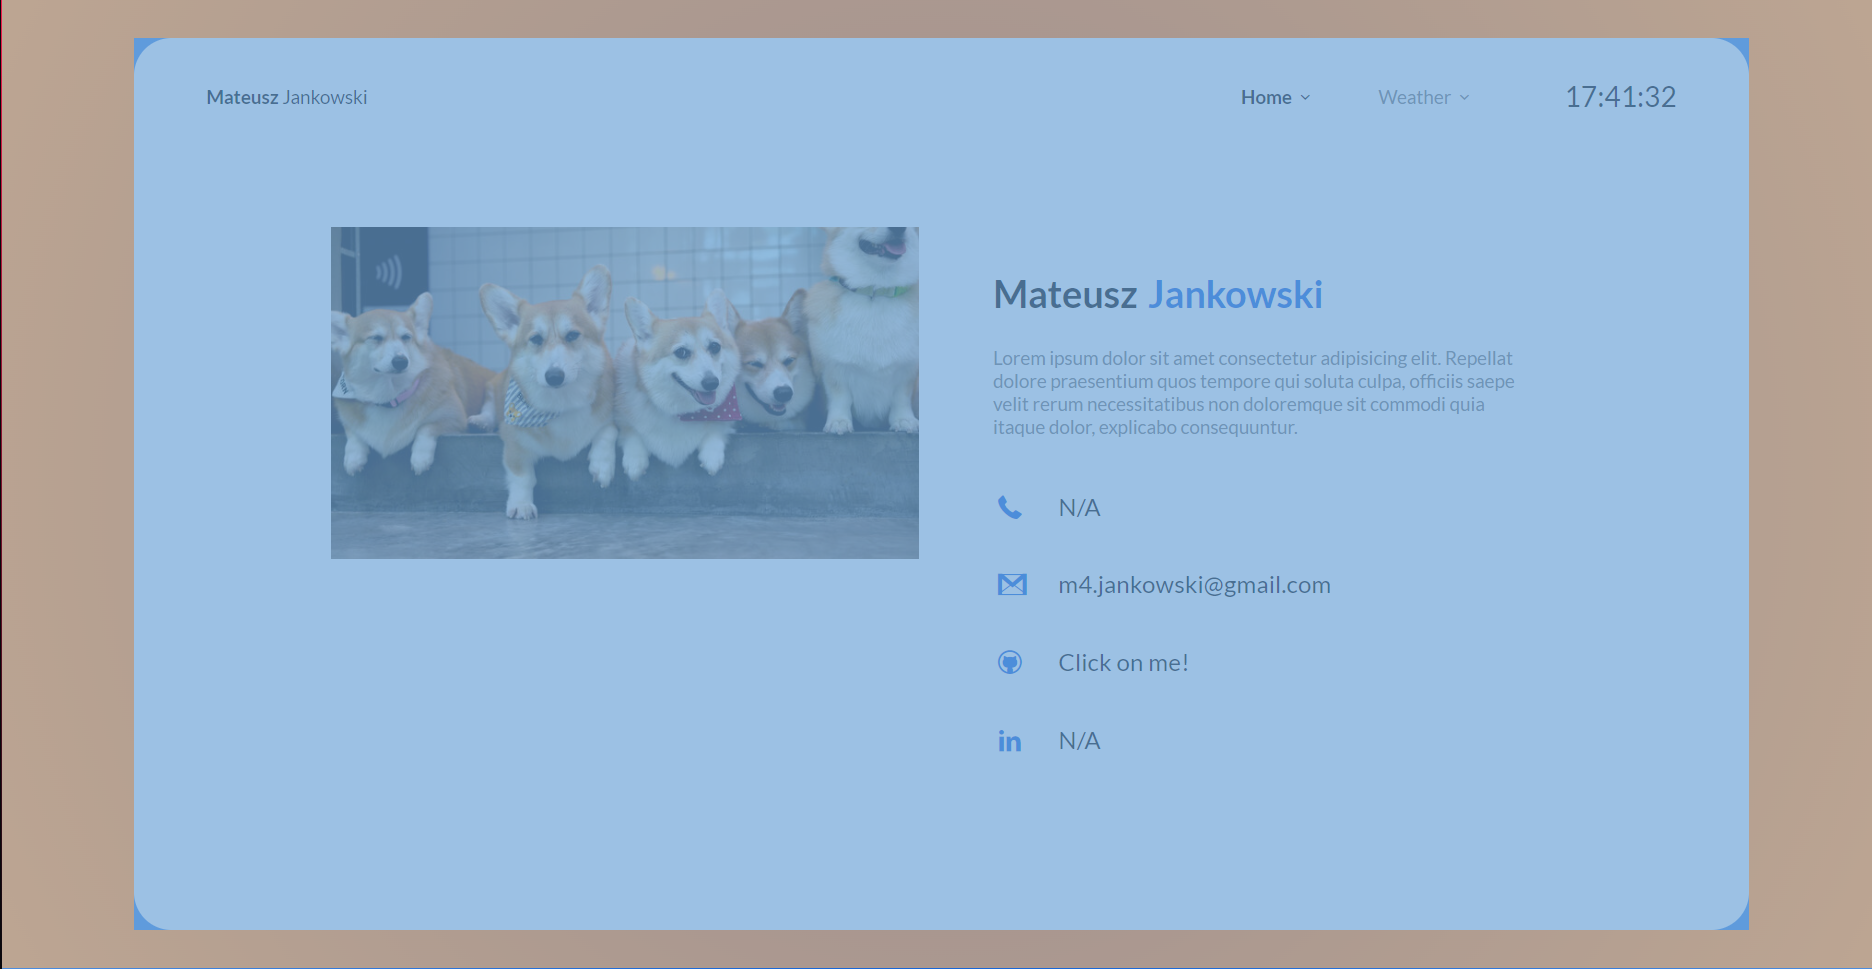 Mateusz Jankowski
Home
Weather
17:41:32
Mateusz Jankowski
Lorem ipsum dolor sit amet consectetur adipisicing elit. Repellat
dolore praesentium quos tempore qui soluta culpa, officiis saepe
velit rerum necessitatibus non doloremque sit commodi quia
itaque dolor, explicabo consequuntur.
N/A
m4.jankowski@gmail.com
Click on me!
N/A